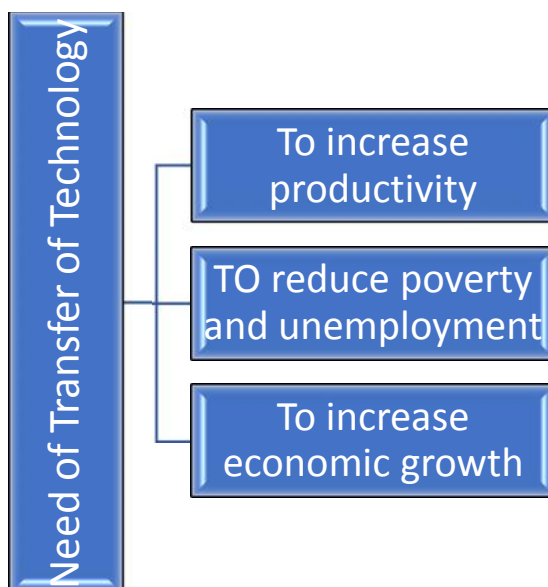 Need of Transfer of Technology
To increase
productivity
TO reduce poverty
and unemployment
To increase
economic growth